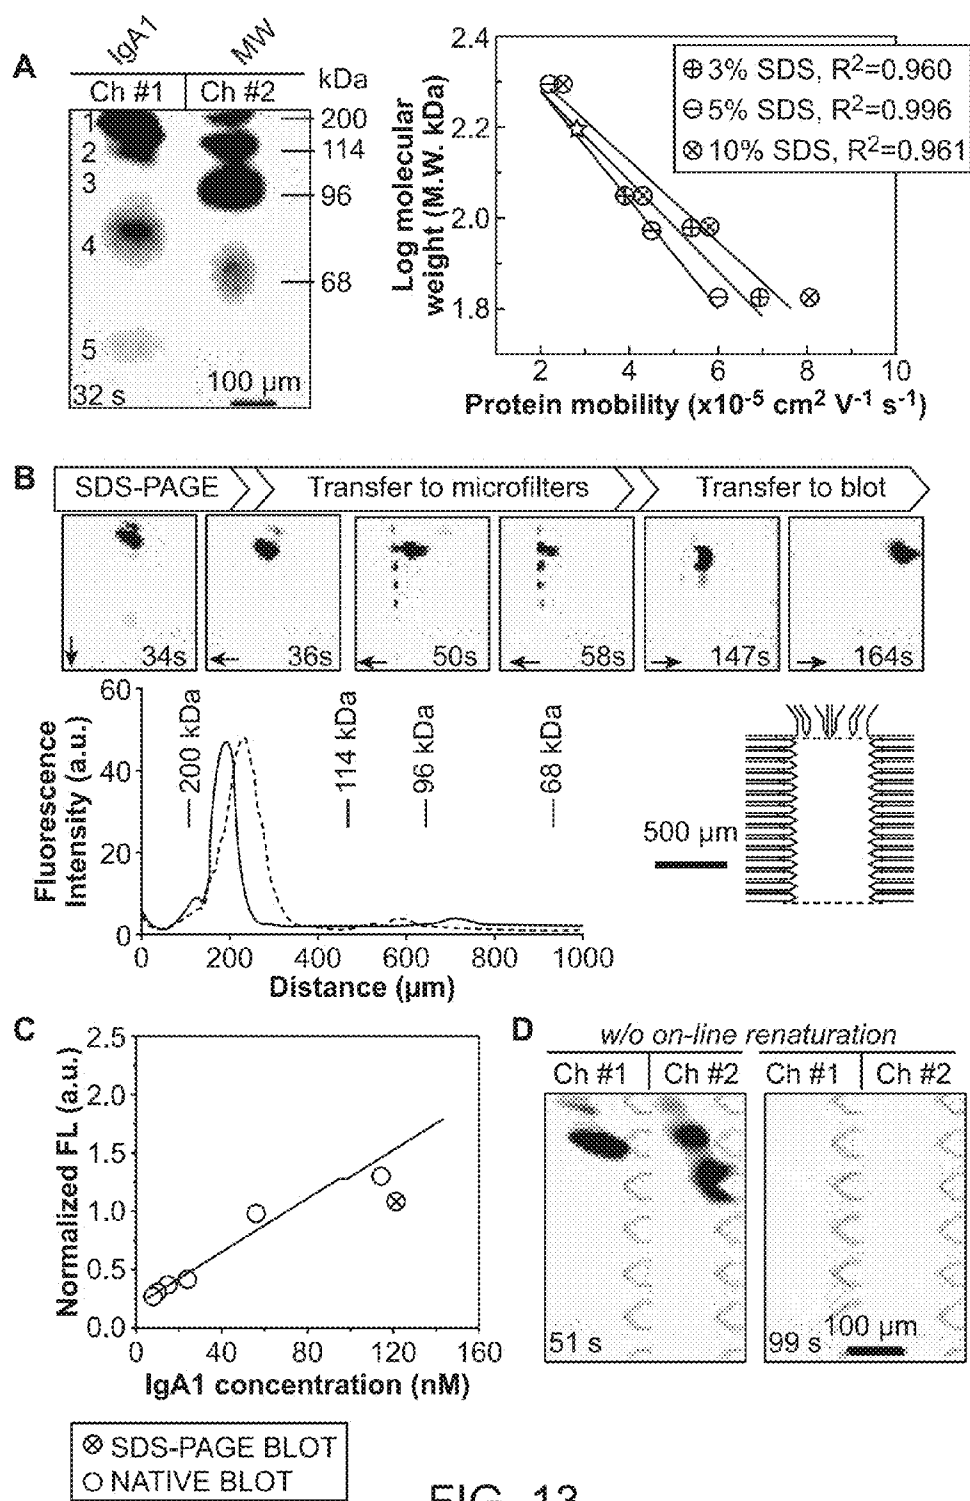 A
IgA1
MW
Ch #1
Ch #2
kDa
1
2
3
4
5
200
114
96
68
32 s
100 µm
2.4
2.2
2.0
1.8
Log molecular
weight (M.W. kDa)
⊕ 3% SDS, R²=0.960
⊖ 5% SDS, R²=0.996
⊗ 10% SDS, R²=0.961
2 4 6 8 10
Protein mobility (x10⁻⁵ cm² V⁻¹ s⁻¹)
B
SDS-PAGE
Transfer to microfilters
Transfer to blot
34s
36s
50s
58s
147s
164s
60
40
20
0
Fluorescence
Intensity (a.u.)
200 kDa
114 kDa
96 kDa
68 kDa
0 200 400 600 800 1000
Distance (µm)
500 µm
C
2.5
2.0
1.5
1.0
0.5
0.0
Normalized FL (a.u.)
0 40 80 120 160
IgA1 concentration (nM)
⊗ SDS-PAGE BLOT
○ NATIVE BLOT
D
w/o on-line renaturation
Ch #1 Ch #2
Ch #1 Ch #2
51 s
99 s
100 µm
FIG. 13